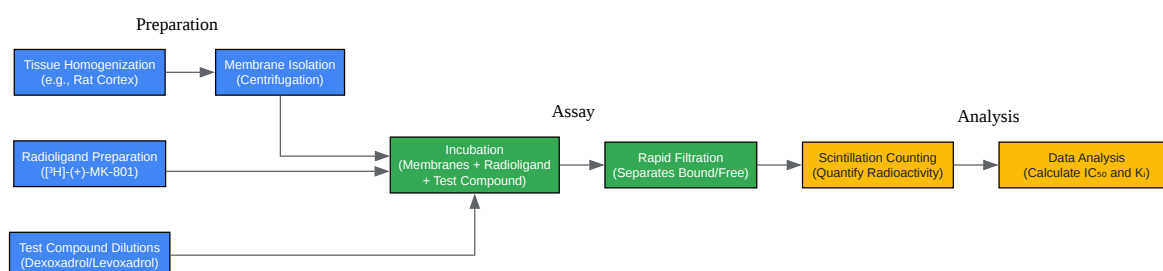 Preparation
Tissue Homogenization
(e.g., Rat Cortex)
Membrane Isolation
(Centrifugation)
Radioligand Preparation
([³H]-(+)-MK-801)
Test Compound Dilutions
(Dexoxadrol/Levoxadrol)
Assay
Incubation
(Membranes + Radioligand
+ Test Compound)
Rapid Filtration
(Separates Bound/Free)
Analysis
Scintillation Counting
(Quantify Radioactivity)
Data Analysis
(Calculate IC₅₀ and Kᵢ)